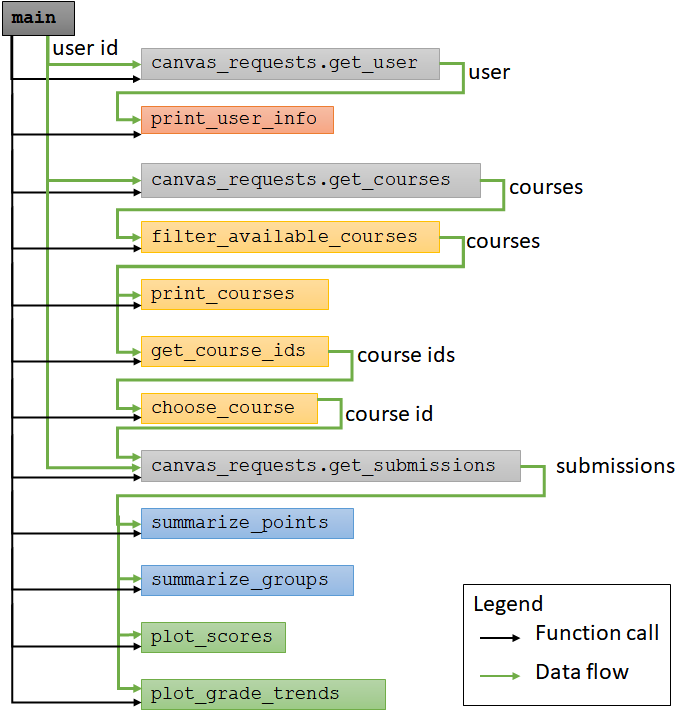 main
user id
canvas_requests.get_user
user
print_user_info
canvas_requests.get_courses
courses
filter_available_courses
courses
print_courses
get_course_ids
course ids
choose_course
course id
canvas_requests.get_submissions
submissions
summarize_points
summarize_groups
Legend
Function call
plot_scores
Data flow
plot_grade_trends